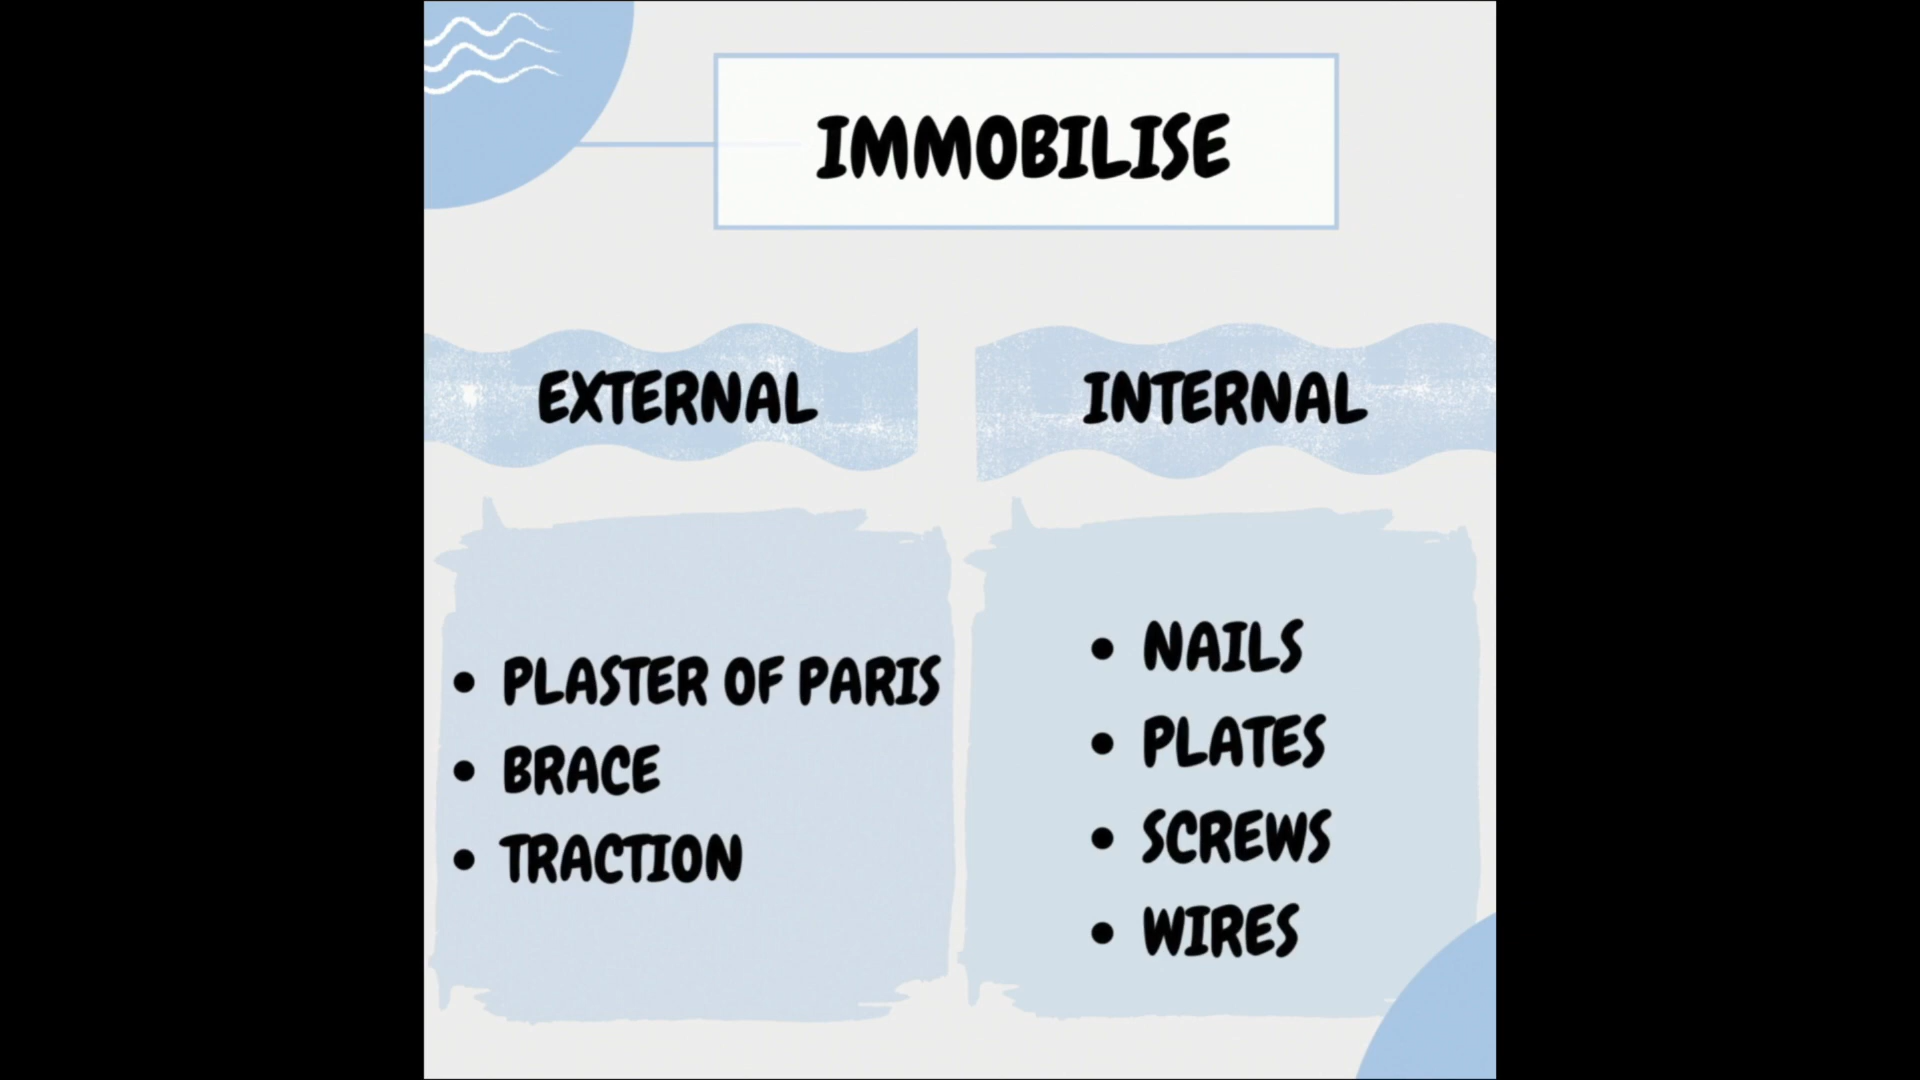 IMMOBILISE
EXTERNAL
• PLASTER OF PARIS
• BRACE
• TRACTION
INTERNAL
• NAILS
• PLATES
• SCREWS
• WIRES